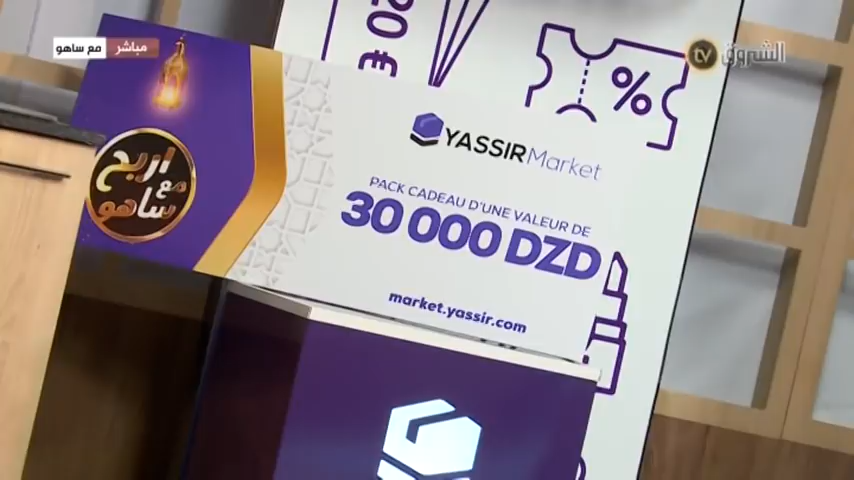 مباشر مع ساهو
الشروق tv
%
YASSIR Market
PACK CADEAU D'UNE VALEUR DE
30 000 DZD
market.yassir.com
اربح
مع
ساهو